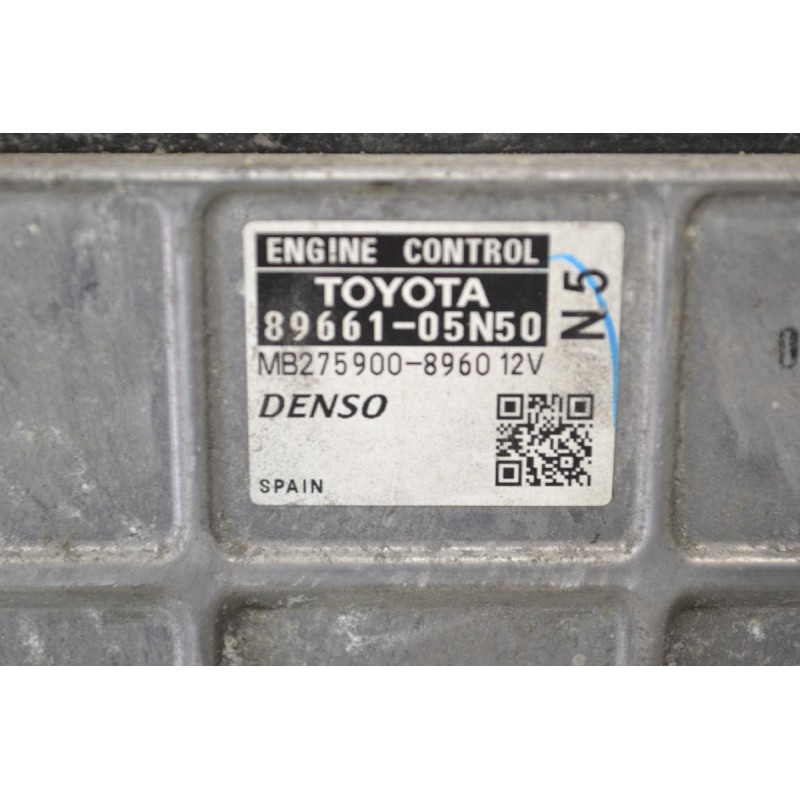 ENGINE CONTROL
TOYOTA
89661-05N50
N5
MB275900-8960 12V
DENSO
SPAIN